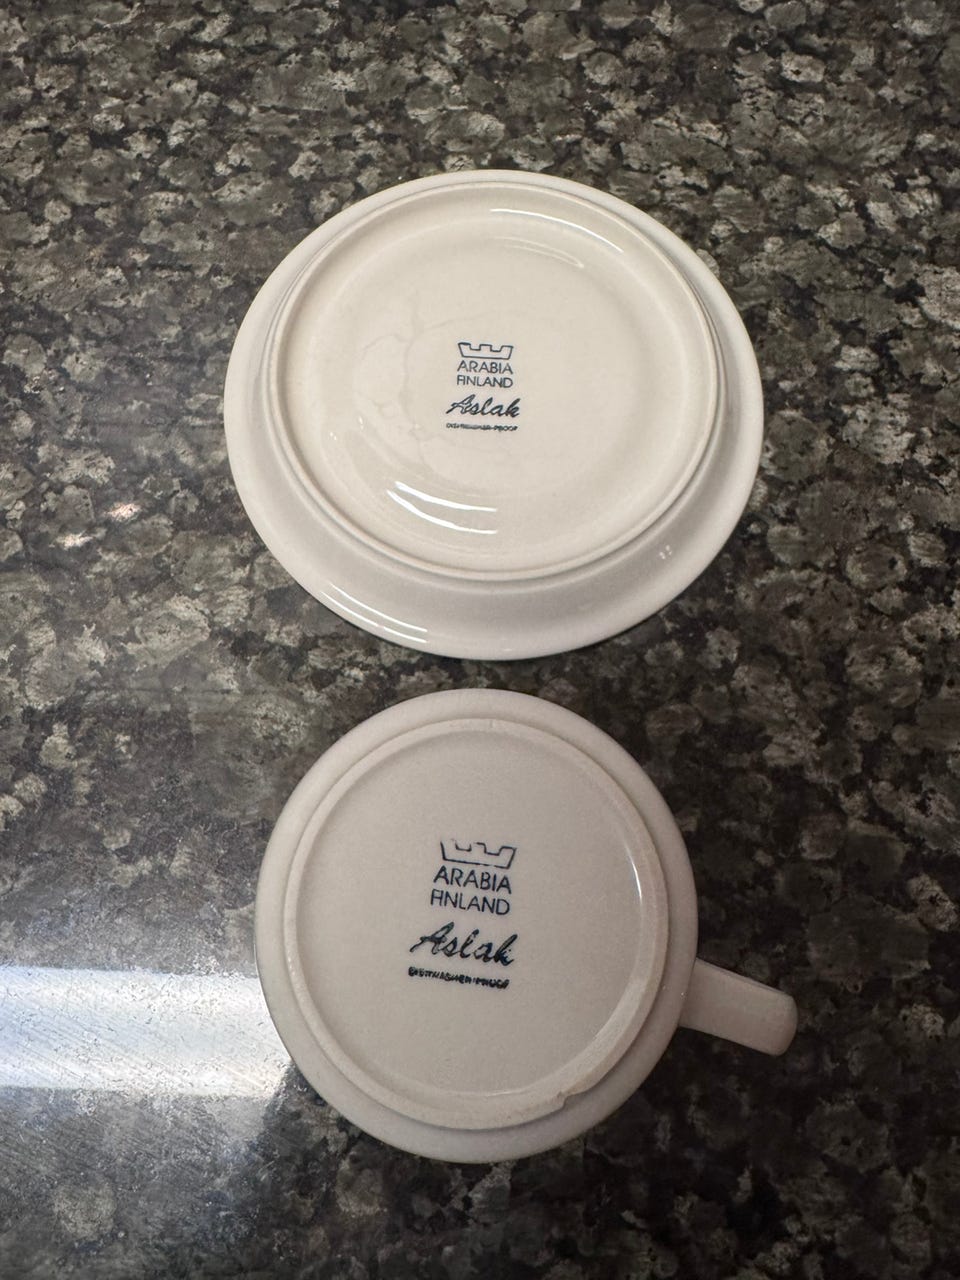 ARABIA
FINLAND
Aslak
DISHWASHER-PROOF
ARABIA
FINLAND
Aslak
DISHWASHER-PROOF